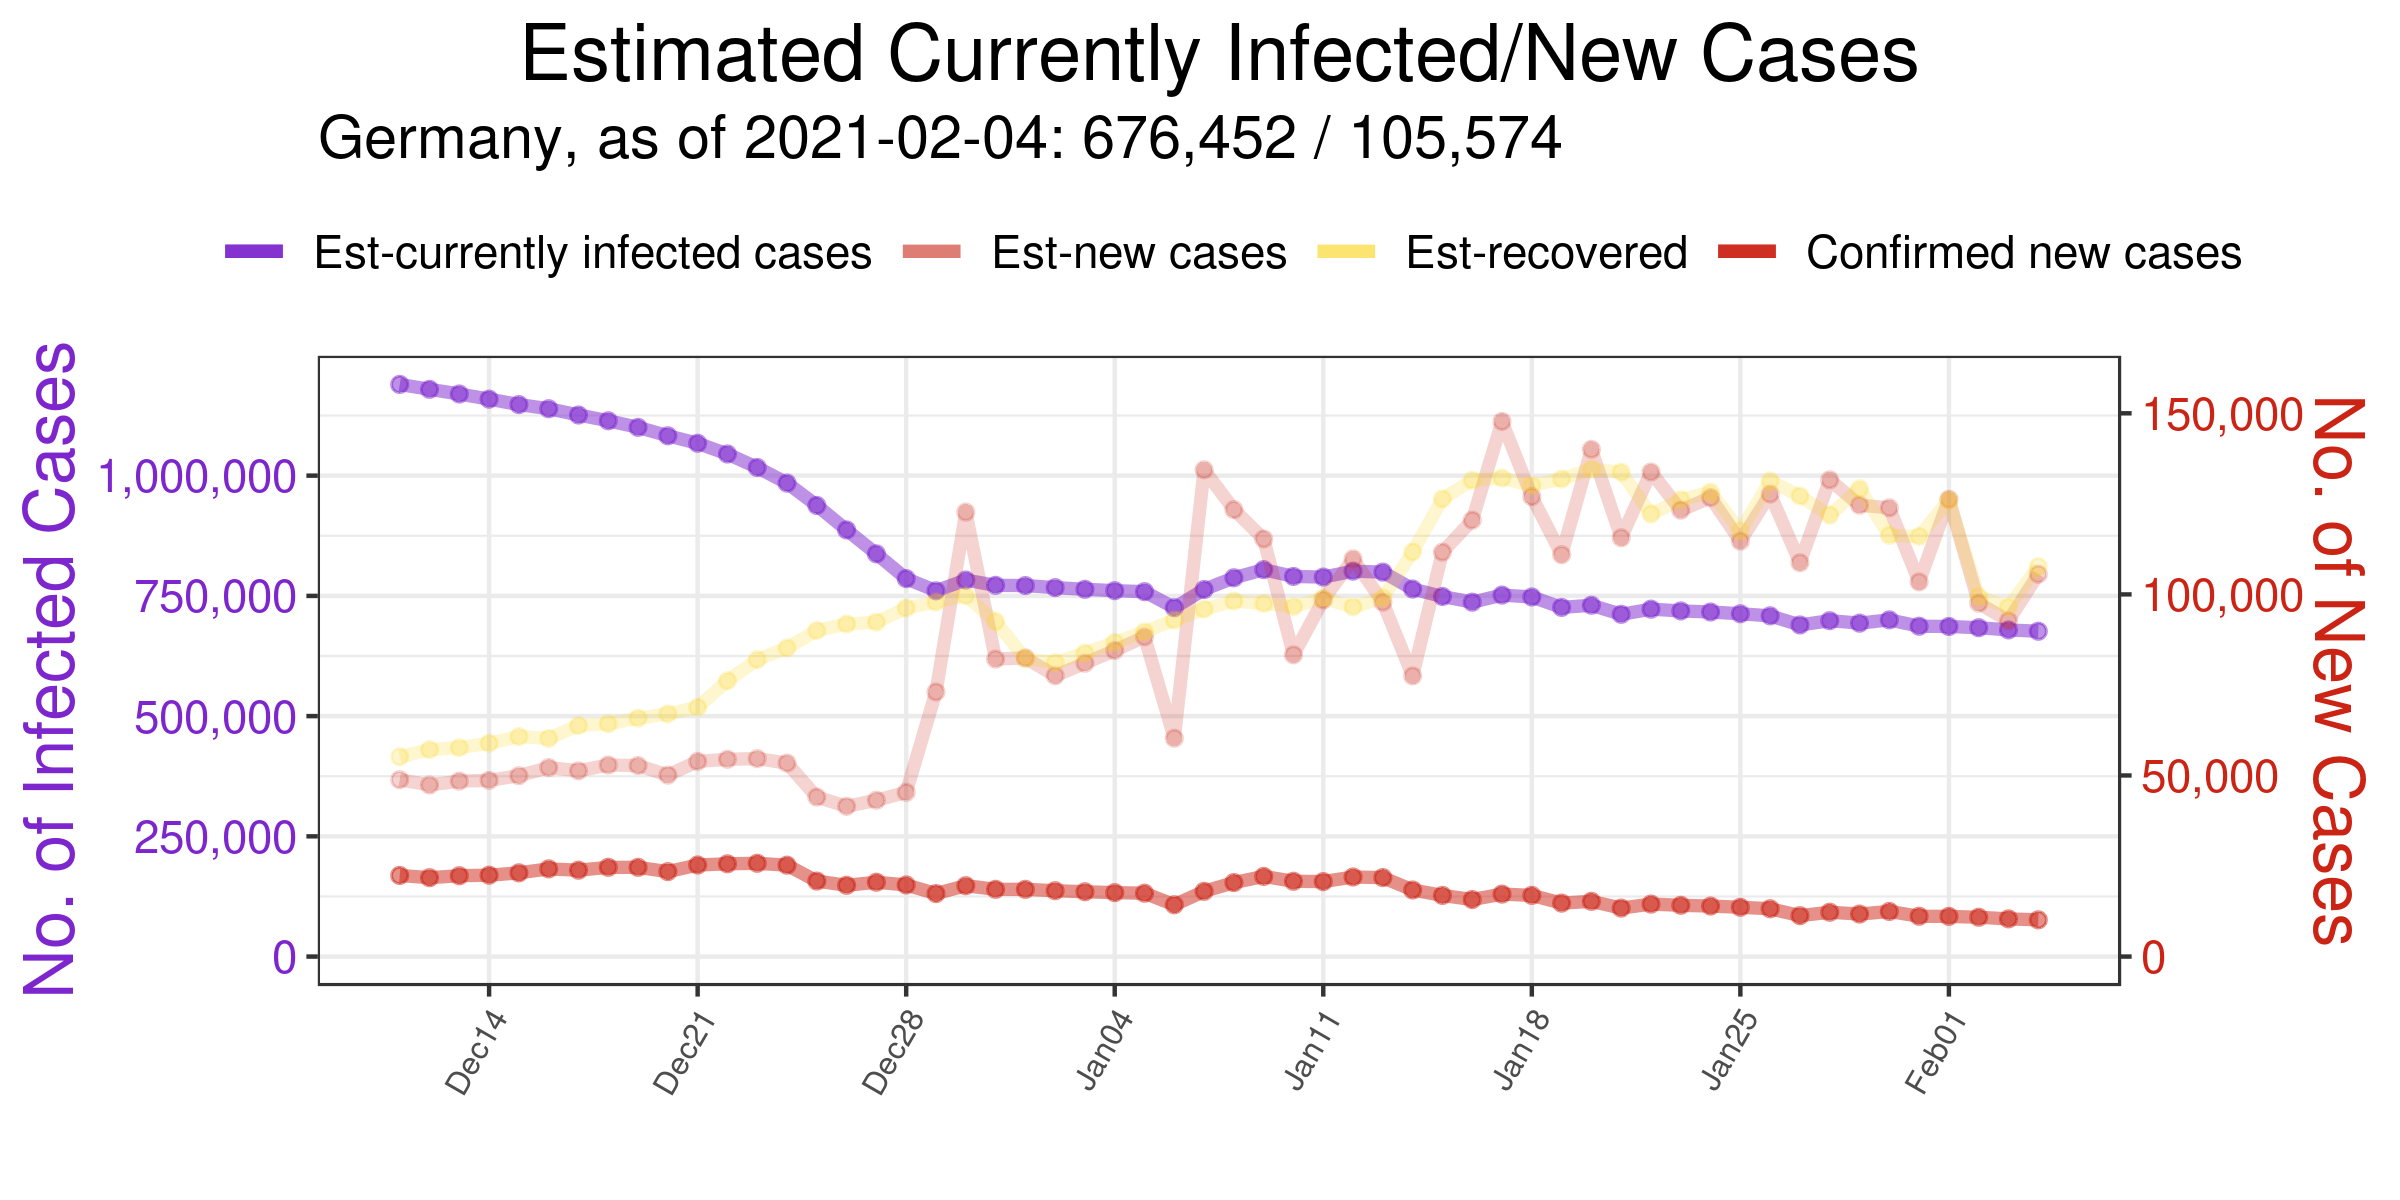 Estimated Currently Infected/New Cases
Germany, as of 2021-02-04: 676,452 / 105,574
Est-currently infected cases Est-new cases Est-recovered Confirmed new cases
No. of Infected Cases
1,000,000
750,000
500,000
250,000
0
150,000
100,000
50,000
0
No. of New Cases
Dec14 Dec21 Dec28 Jan04 Jan11 Jan18 Jan25 Feb01